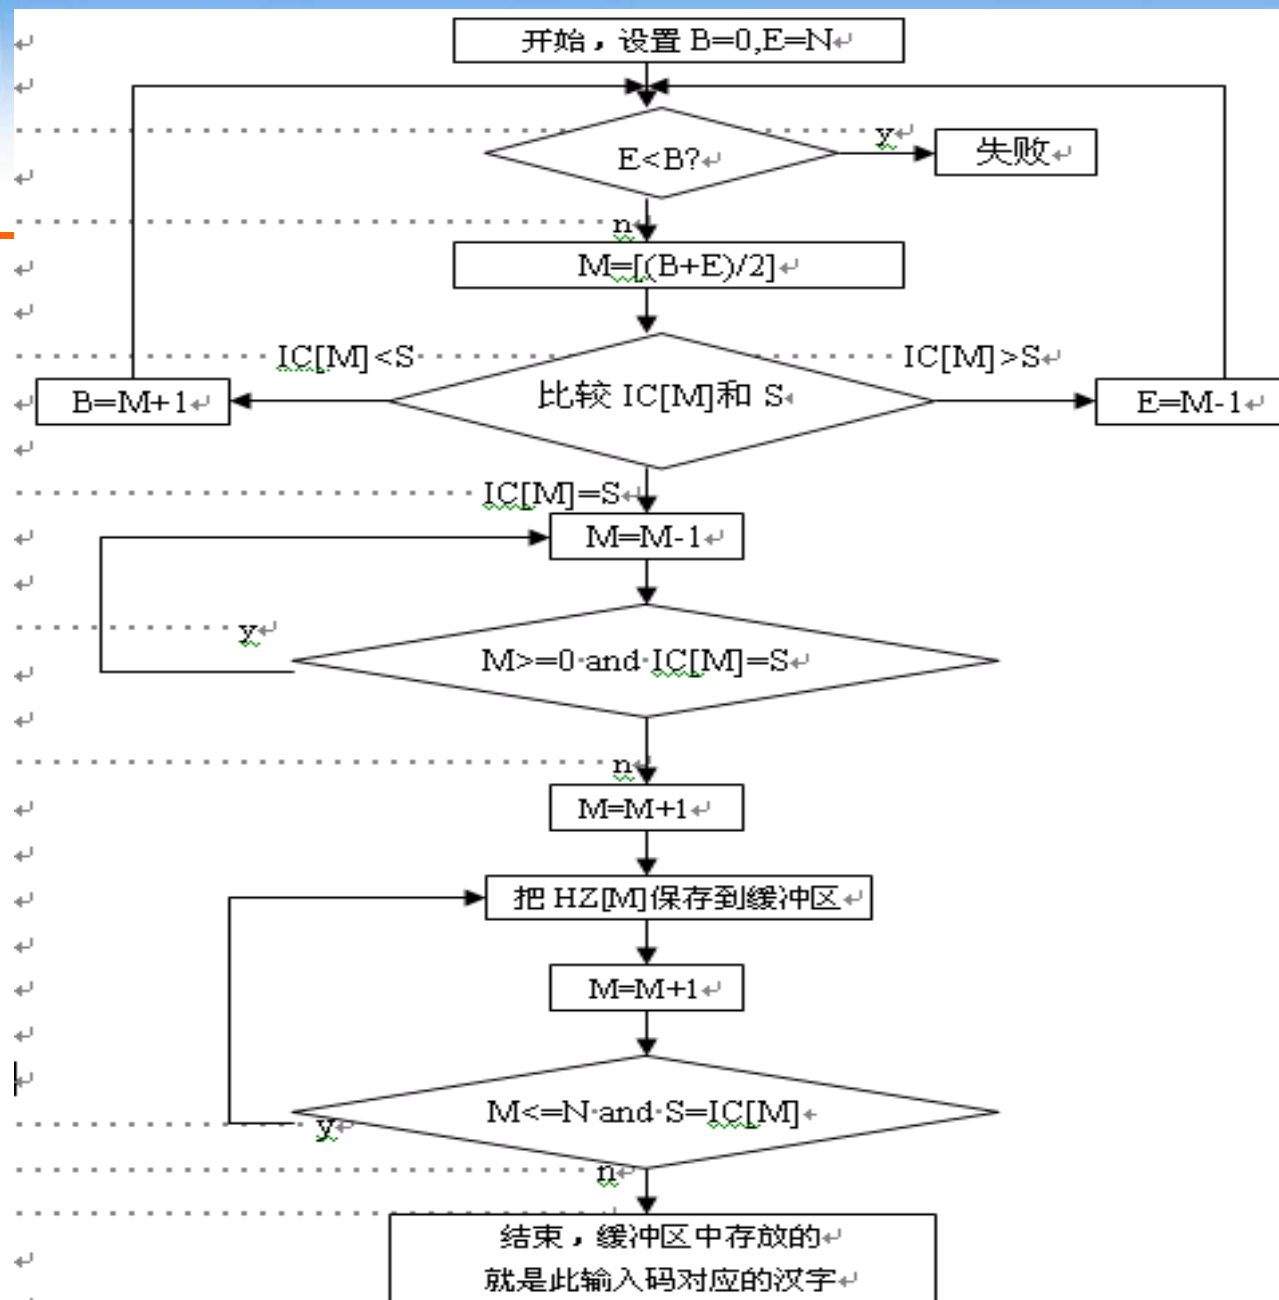 开始，设置 B=0,E=N
E<B?
y
失败
n
M=[(B+E)/2]
IC[M]<S
IC[M]>S
B=M+1
比较 IC[M]和 S
E=M-1
IC[M]=S
M=M-1
y
M>=0 and IC[M]=S
n
M=M+1
把 HZ[M]保存到缓冲区
M=M+1
M<=N and S=IC[M]
y
n
结束，缓冲区中存放的
就是此输入码对应的汉字